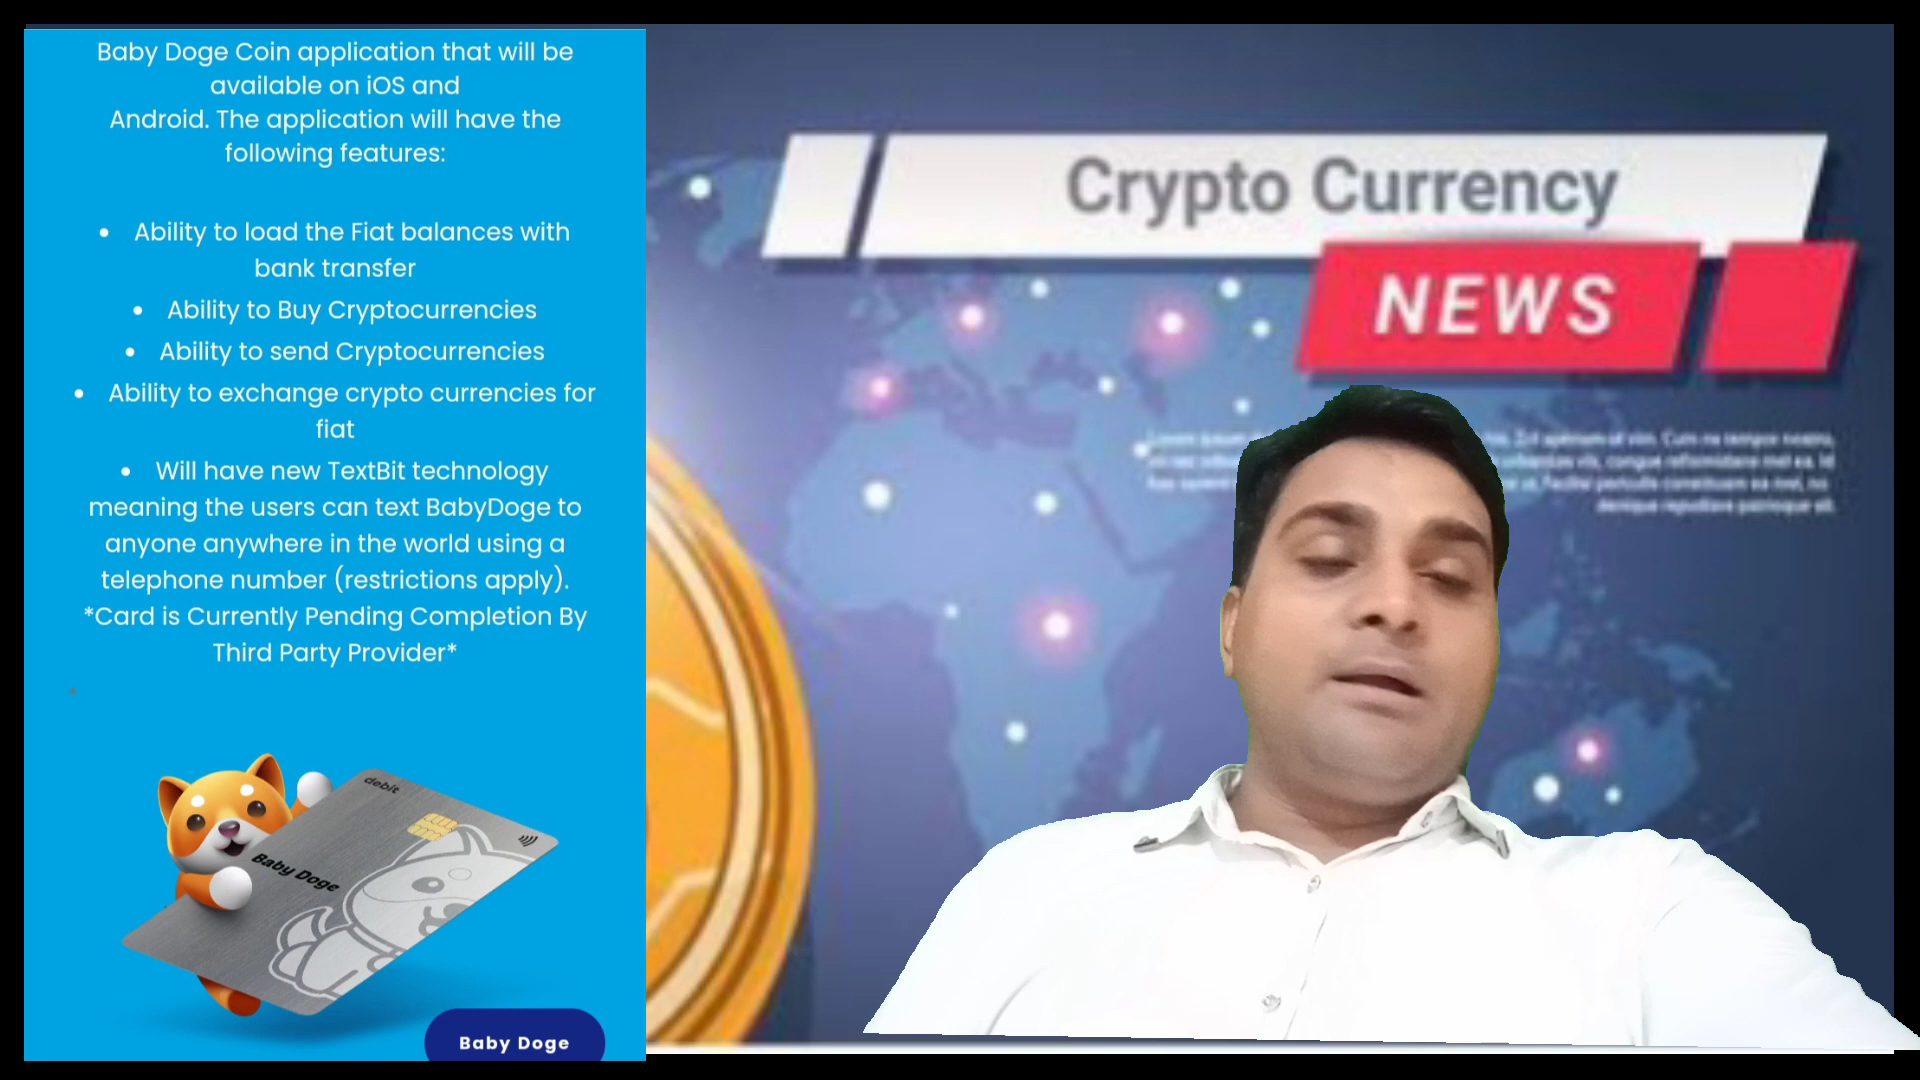 Baby Doge Coin application that will be
available on iOS and
Android. The application will have the
following features:
• Ability to load the Fiat balances with
bank transfer
• Ability to Buy Cryptocurrencies
• Ability to send Cryptocurrencies
• Ability to exchange crypto currencies for
fiat
• Will have new TextBit technology
meaning the users can text BabyDoge to
anyone anywhere in the world using a
telephone number (restrictions apply).
*Card is Currently Pending Completion By
Third Party Provider*
debit
Baby Doge
Baby Doge
Crypto Currency
NEWS